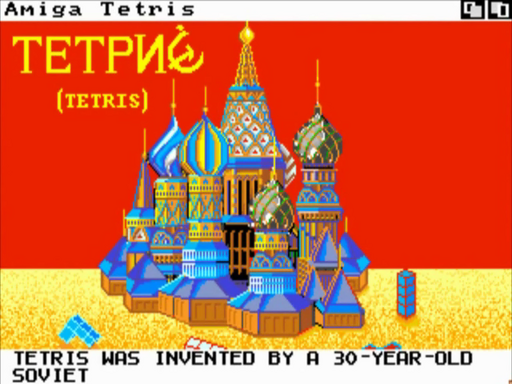 Amiga Tetris
ТЕТРИС
(TETRIS)
TETRIS WAS INVENTED BY A 30-YEAR-OLD
SOVIET